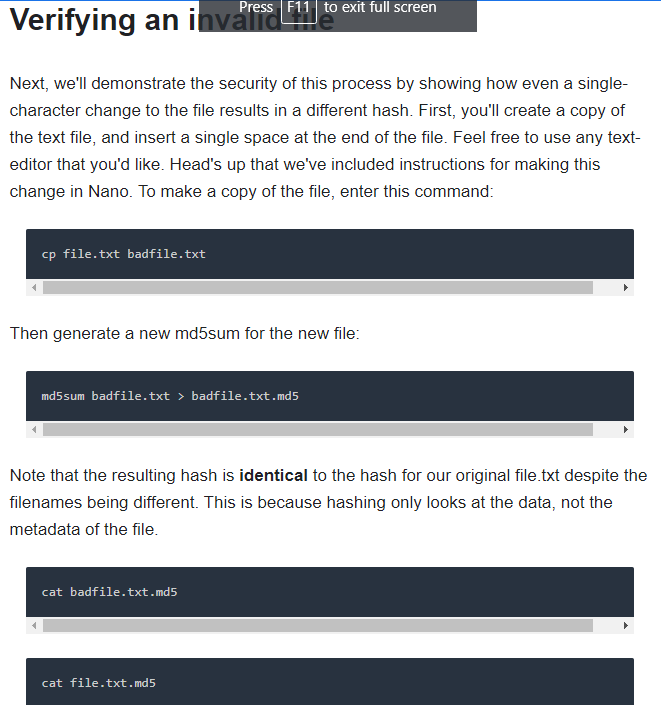 Press F11 to exit full screen
Verifying an invalid file
Next, we'll demonstrate the security of this process by showing how even a single-
character change to the file results in a different hash. First, you'll create a copy of
the text file, and insert a single space at the end of the file. Feel free to use any text-
editor that you'd like. Head's up that we've included instructions for making this
change in Nano. To make a copy of the file, enter this command:
cp file.txt badfile.txt
Then generate a new md5sum for the new file:
md5sum badfile.txt > badfile.txt.md5
Note that the resulting hash is identical to the hash for our original file.txt despite the
filenames being different. This is because hashing only looks at the data, not the
metadata of the file.
cat badfile.txt.md5
cat file.txt.md5